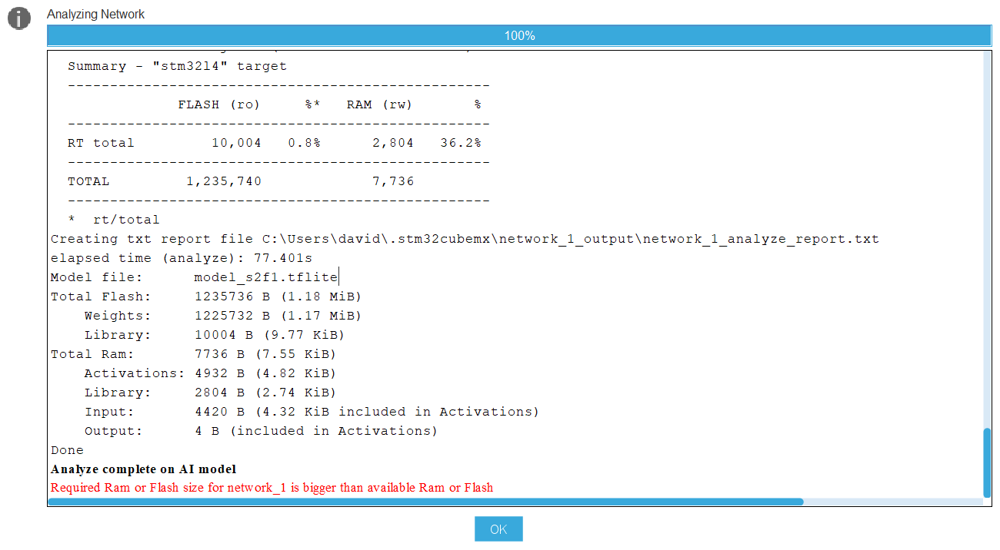 Analyzing Network
100%
Summary - "stm32l4" target
--------------------------------------------------
FLASH (ro) %* RAM (rw) %
--------------------------------------------------
RT total 10,004 0.8% 2,804 36.2%
--------------------------------------------------
TOTAL 1,235,740 7,736
--------------------------------------------------
* rt/total
Creating txt report file C:\Users\david\.stm32cubemx\network_1_output\network_1_analyze_report.txt
elapsed time (analyze): 77.401s
Model file: model_s2f1.tflite
Total Flash: 1235736 B (1.18 MiB)
Weights: 1225732 B (1.17 MiB)
Library: 10004 B (9.77 KiB)
Total Ram: 7736 B (7.55 KiB)
Activations: 4932 B (4.82 KiB)
Library: 2804 B (2.74 KiB)
Input: 4420 B (4.32 KiB included in Activations)
Output: 4 B (included in Activations)
Done
Analyze complete on AI model
Required Ram or Flash size for network_1 is bigger than available Ram or Flash
OK